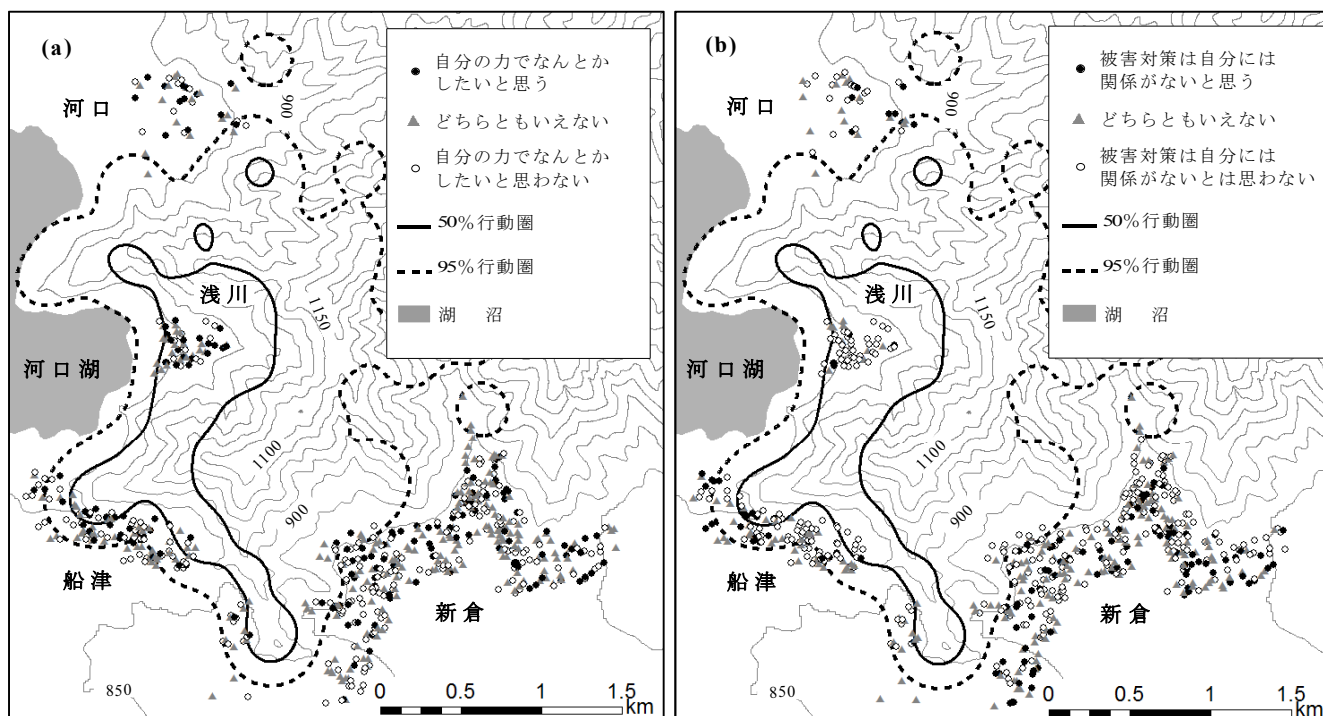 (a)
自分の力でなんとか
したいと思う
どちらともいえない
自分の力でなんとか
したいと思わない
50%行動圏
95%行動圏
湖 沼
河口
900
浅川
1150
河口湖
1100
900
船津
新倉
850
0 0.5 1 1.5
km
(b)
被害対策は自分には
関係がないと思う
どちらともいえない
被害対策は自分には
関係がないとは思わない
50%行動圏
95%行動圏
湖 沼
河口
900
浅川
1150
河口湖
1100
900
船津
新倉
850
0 0.5 1 1.5
km